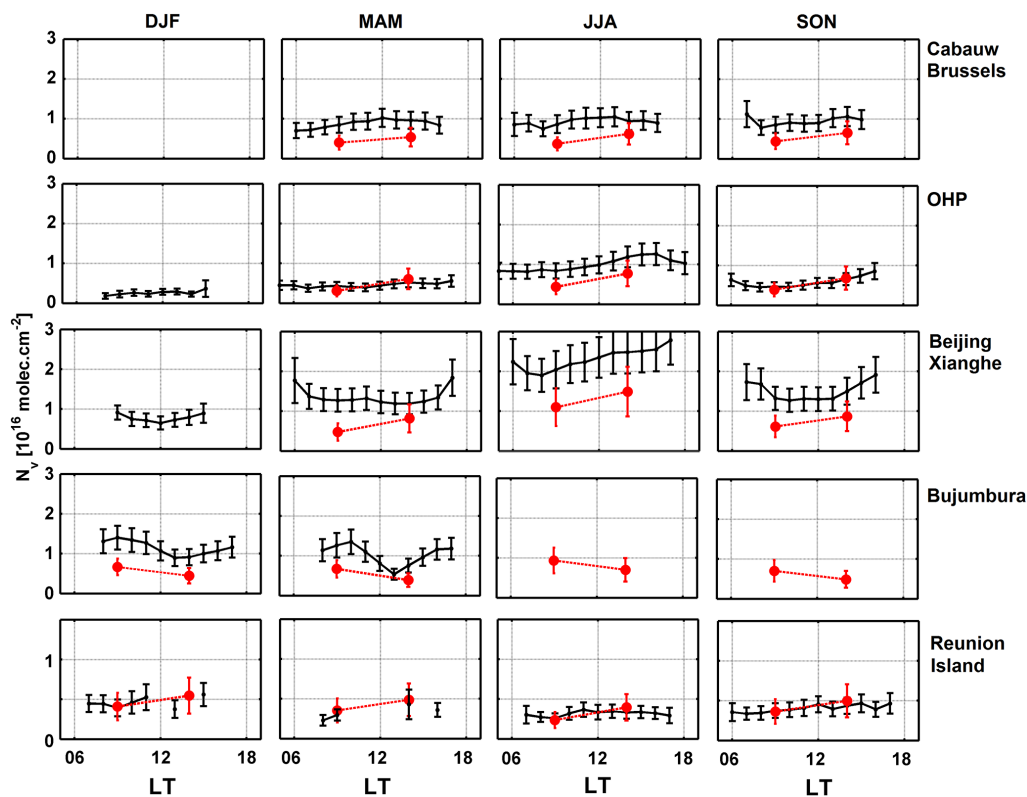 DJF MAM JJA SON
3
2
1
0
Cabauw
Brussels
3
2
1
0
OHP
3
2
1
0
Beijing
Xianghe
N_v [10^16 molec.cm^-2]
3
2
1
0
Bujumbura
1
0
Reunion
Island
06 12 18 06 12 18 06 12 18 06 12 18
LT LT LT LT